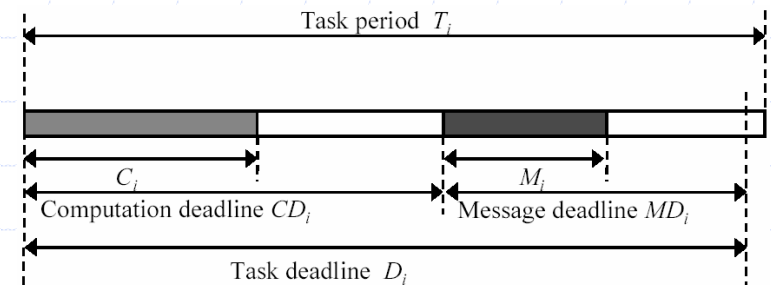 Task period T_i
C_i
M_i
Computation deadline CD_i
Message deadline MD_i
Task deadline D_i